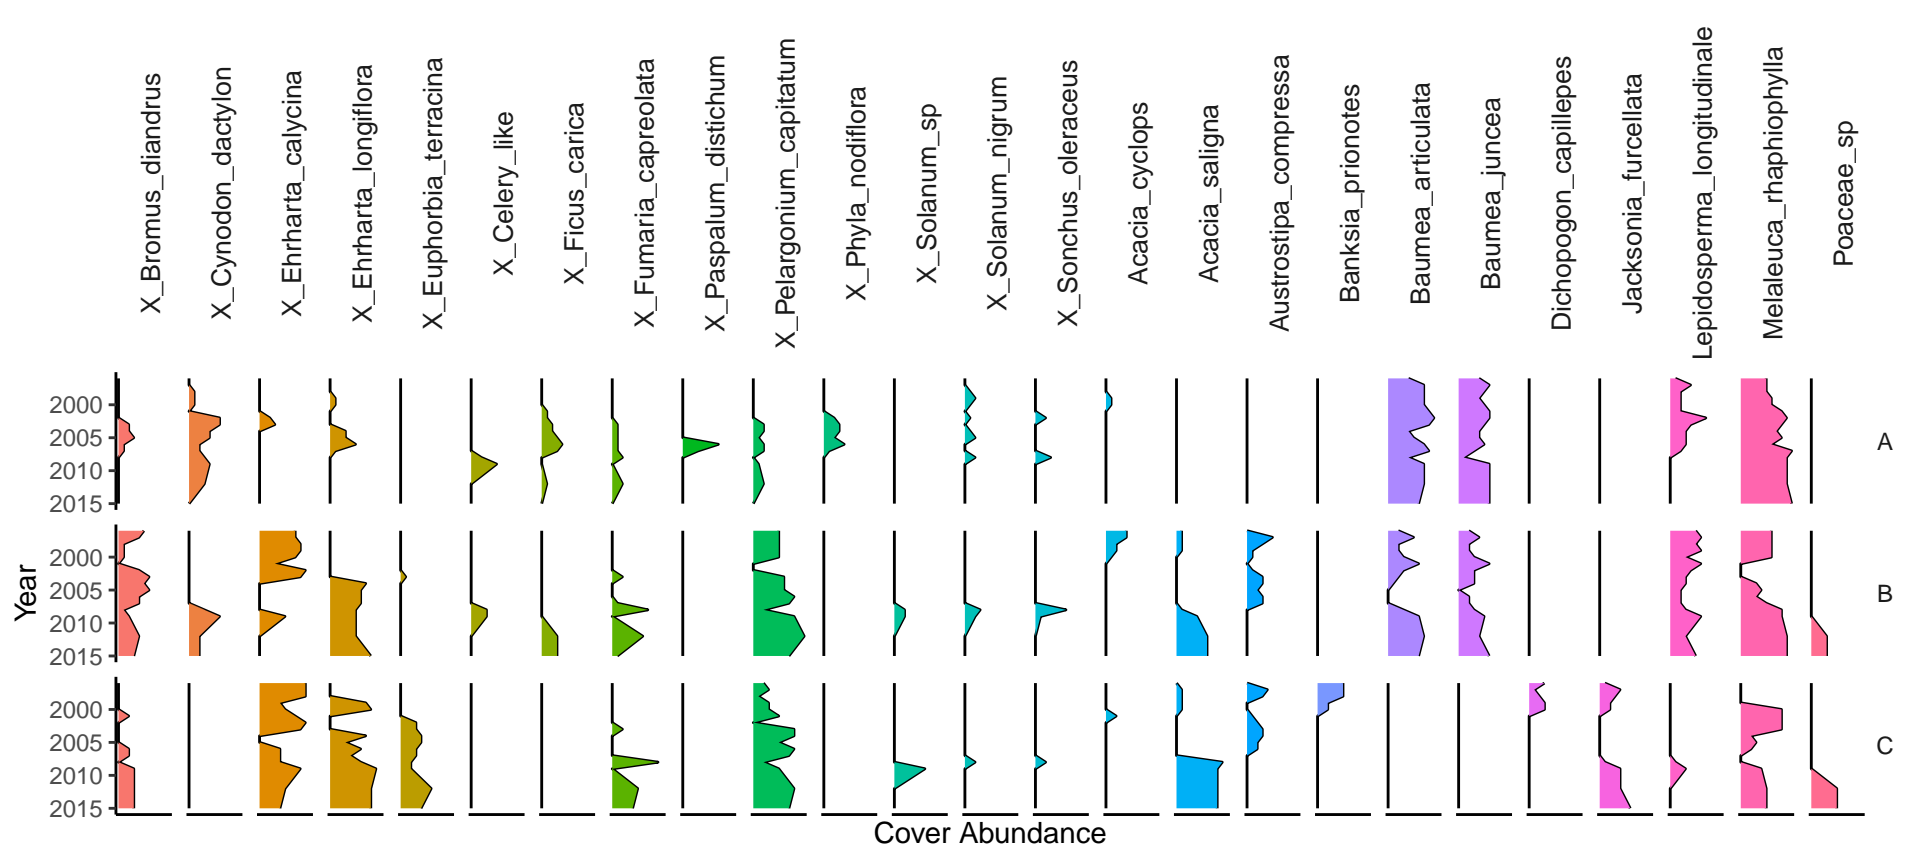 X_Bromus_diandrus
X_Cynodon_dactylon
X_Ehrharta_calycina
X_Ehrharta_longiflora
X_Euphorbia_terracina
X_Celery_like
X_Ficus_carica
X_Fumaria_capreolata
X_Paspalum_distichum
X_Pelargonium_capitatum
X_Phyla_nodiflora
X_Solanum_sp
X_Solanum_nigrum
X_Sonchus_oleraceus
Acacia_cyclops
Acacia_saligna
Austrostipa_compressa
Banksia_prionotes
Baumea_articulata
Baumea_juncea
Dichopogon_capillepes
Jacksonia_furcellata
Lepidosperma_longitudinale
Melaleuca_rhaphiophylla
Poaceae_sp
Year
2000
2005
2010
2015
A
2000
2005
2010
2015
B
2000
2005
2010
2015
C
Cover Abundance